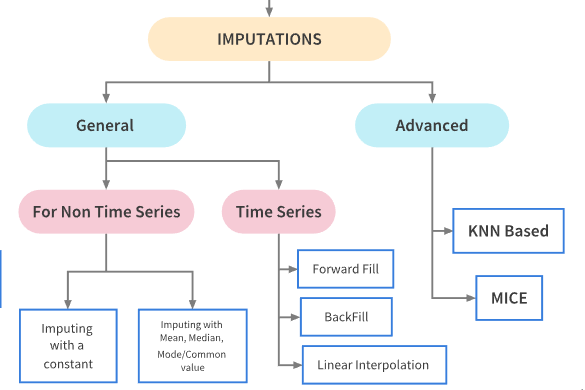 IMPUTATIONS
General
Advanced
For Non Time Series
Time Series
KNN Based
Forward Fill
MICE
BackFill
Imputing
with a
constant
Imputing with
Mean, Median,
Mode/Common
value
Linear Interpolation